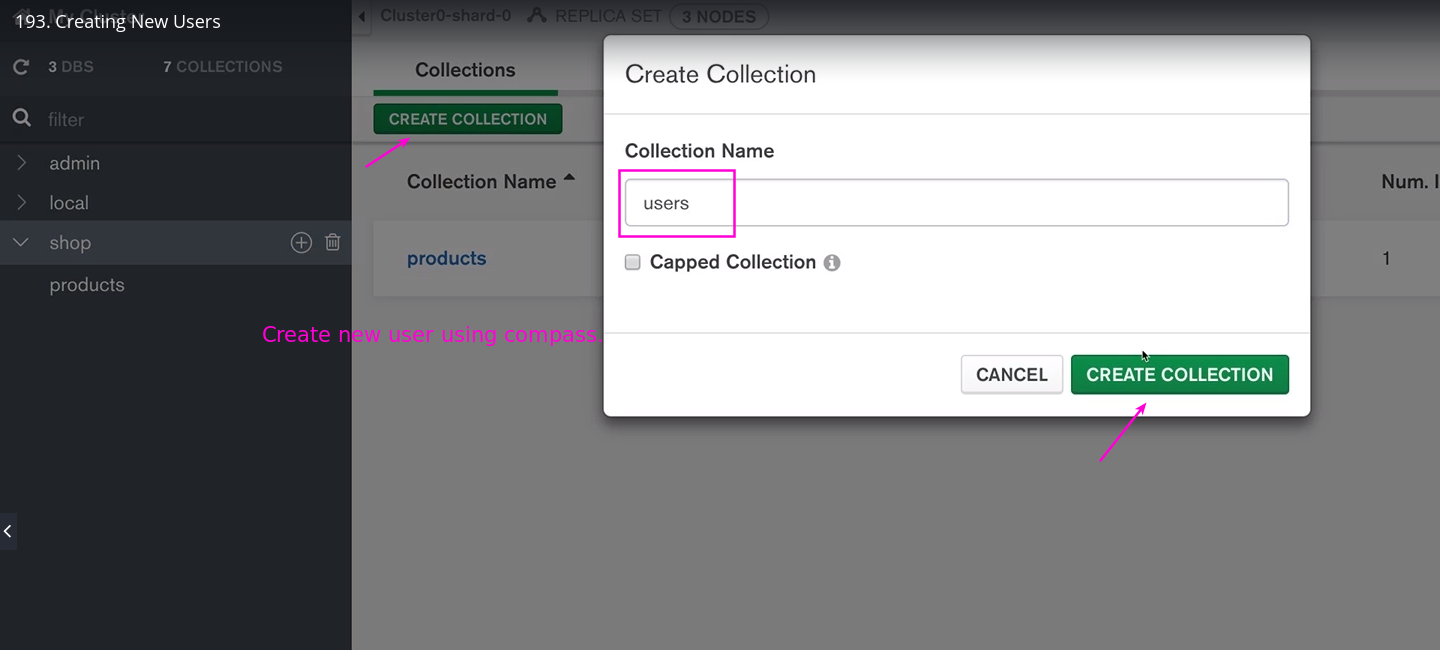 193. Creating New Users
Cluster0-shard-0 REPLICA SET 3 NODES
3 DBS 7 COLLECTIONS
filter
admin
local
shop
products
Collections
CREATE COLLECTION
Collection Name
Num. I
products
1
Create new user using compass
Create Collection
Collection Name
users
Capped Collection
CANCEL
CREATE COLLECTION